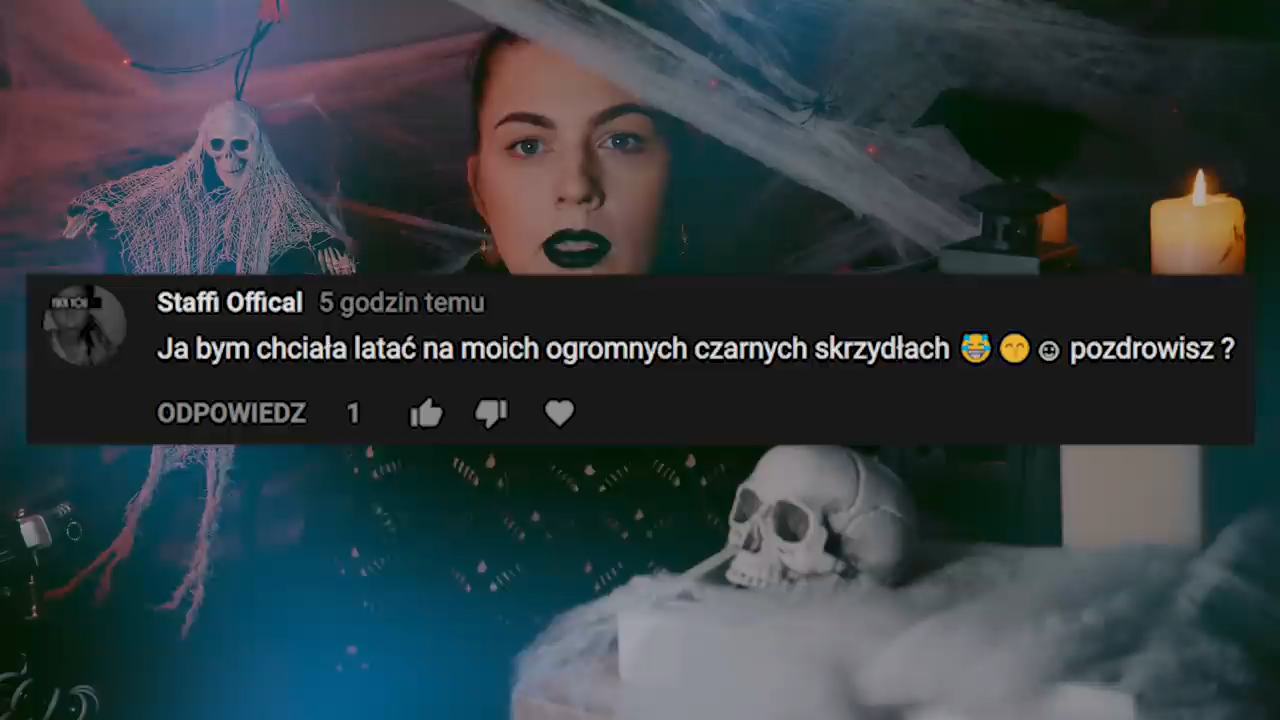 Staffi Offical 5 godzin temu
Ja bym chciała latać na moich ogromnych czarnych skrzydłach 😹 😙 ☺ pozdrowisz ?
ODPOWIEDZ 1